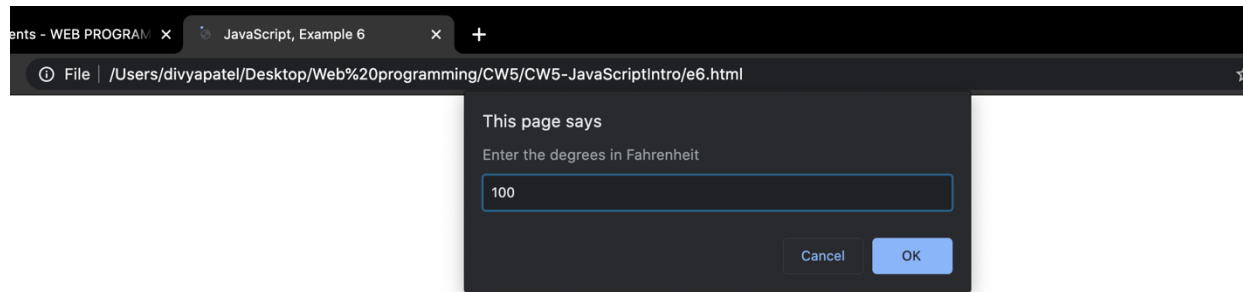 ents - WEB PROGRAM
JavaScript, Example 6
File /Users/divyapatel/Desktop/Web%20programming/CW5/CW5-JavaScriptIntro/e6.html
This page says
Enter the degrees in Fahrenheit
100
Cancel OK